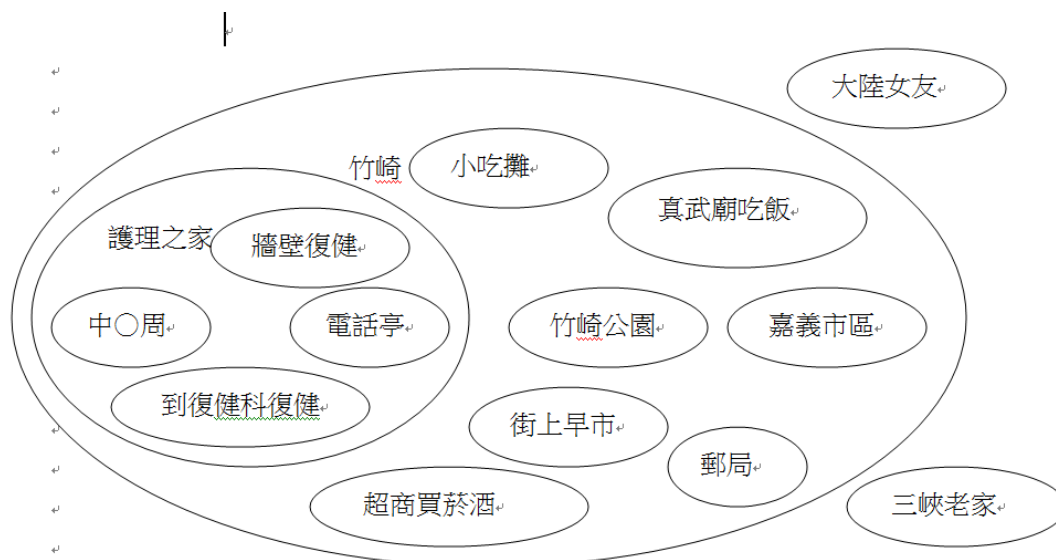 大陸女友
竹崎
小吃攤
真武廟吃飯
護理之家
牆壁復健
中〇周
電話亭
竹崎公園
嘉義市區
到復健科復健
街上早市
郵局
超商買菸酒
三峽老家